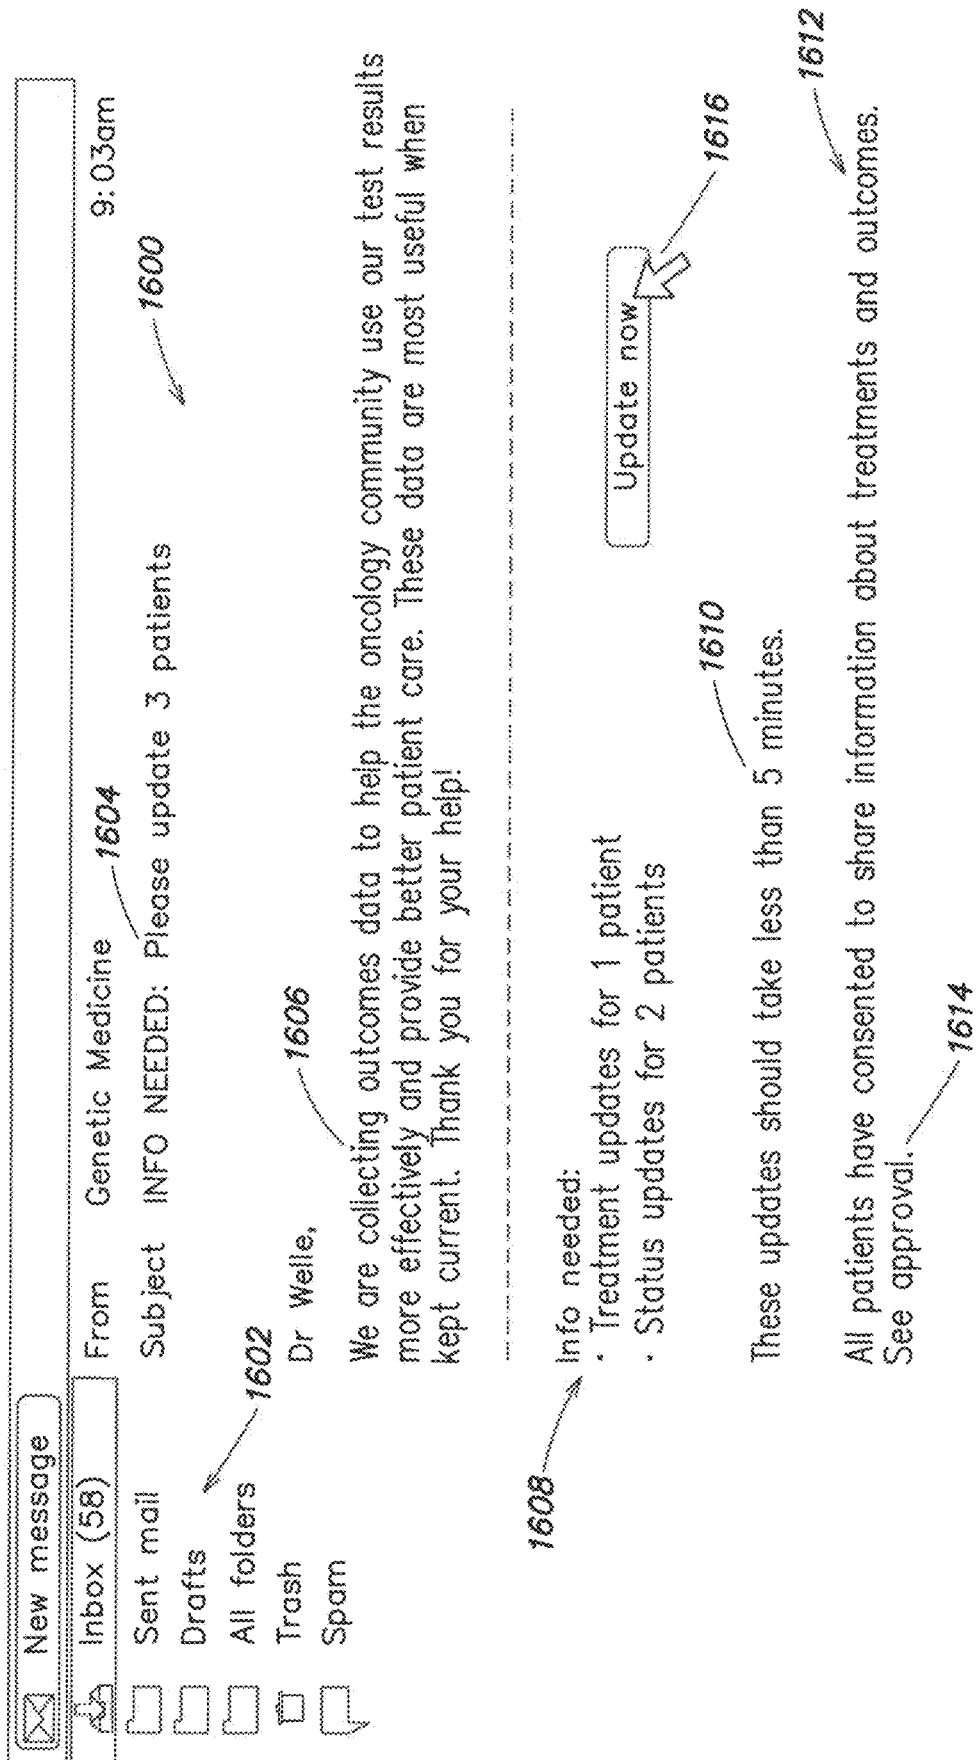 New message
Inbox (58)
Sent mail
Drafts
All folders
Trash
Spam
1602
From Genetic Medicine 9:03am
1604
Subject INFO NEEDED: Please update 3 patients
1600
Dr Welle,
1606
We are collecting outcomes data to help the oncology community use our test results
more effectively and provide better patient care. These data are most useful when
kept current. Thank you for your help!
1608
Info needed:
· Treatment updates for 1 patient
· Status updates for 2 patients
Update now
1616
1610
These updates should take less than 5 minutes.
1612
All patients have consented to share information about treatments and outcomes.
See approval.
1614